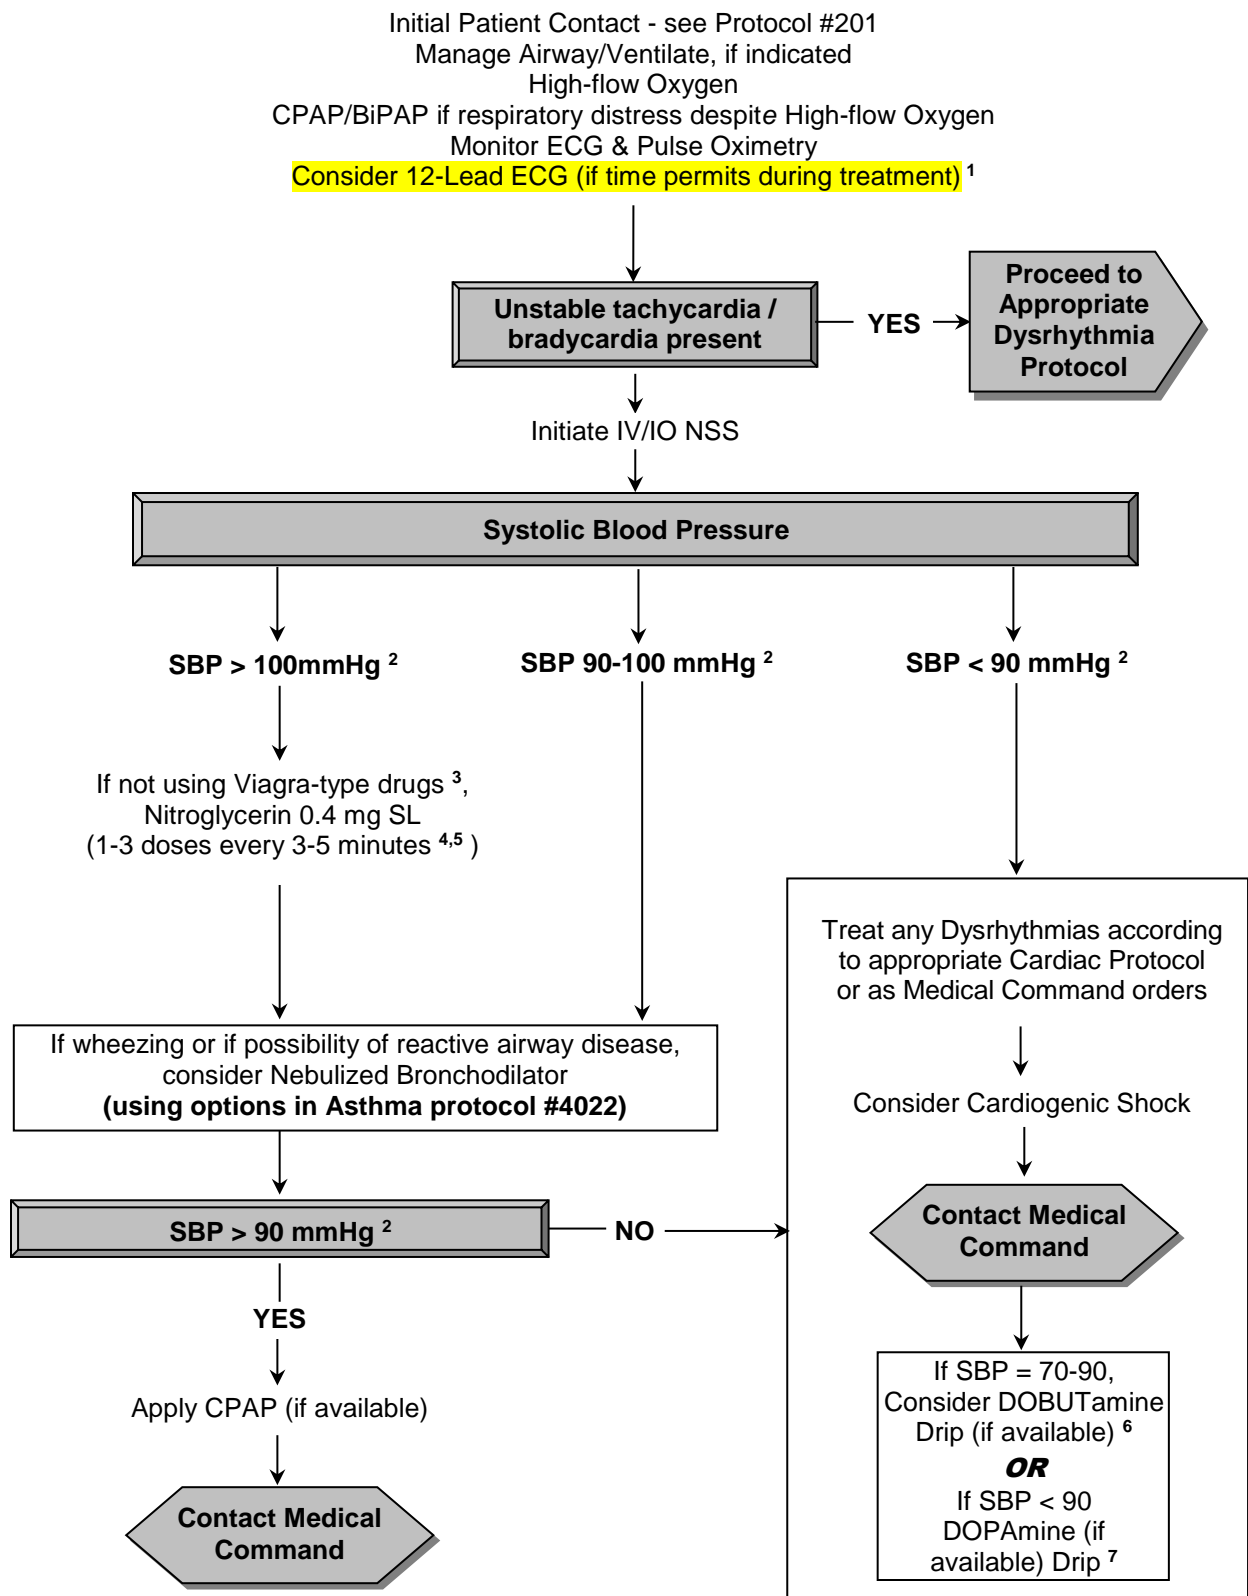 Initial Patient Contact - see Protocol #201
Manage Airway/Ventilate, if indicated
High-flow Oxygen
CPAP/BiPAP if respiratory distress despite High-flow Oxygen
Monitor ECG & Pulse Oximetry
Consider 12-Lead ECG (if time permits during treatment) 1
Unstable tachycardia /
bradycardia present
YES
Proceed to
Appropriate
Dysrhythmia
Protocol
Initiate IV/IO NSS
Systolic Blood Pressure
SBP > 100mmHg 2
SBP 90-100 mmHg 2
SBP < 90 mmHg 2
If not using Viagra-type drugs 3,
Nitroglycerin 0.4 mg SL
(1-3 doses every 3-5 minutes 4,5 )
If wheezing or if possibility of reactive airway disease,
consider Nebulized Bronchodilator
(using options in Asthma protocol #4022)
SBP > 90 mmHg 2
NO
YES
Apply CPAP (if available)
Contact Medical
Command
Treat any Dysrhythmias according
to appropriate Cardiac Protocol
or as Medical Command orders
Consider Cardiogenic Shock
Contact Medical
Command
If SBP = 70-90,
Consider DOBUTamine
Drip (if available) 6
OR
If SBP < 90
DOPAmine (if
available) Drip 7